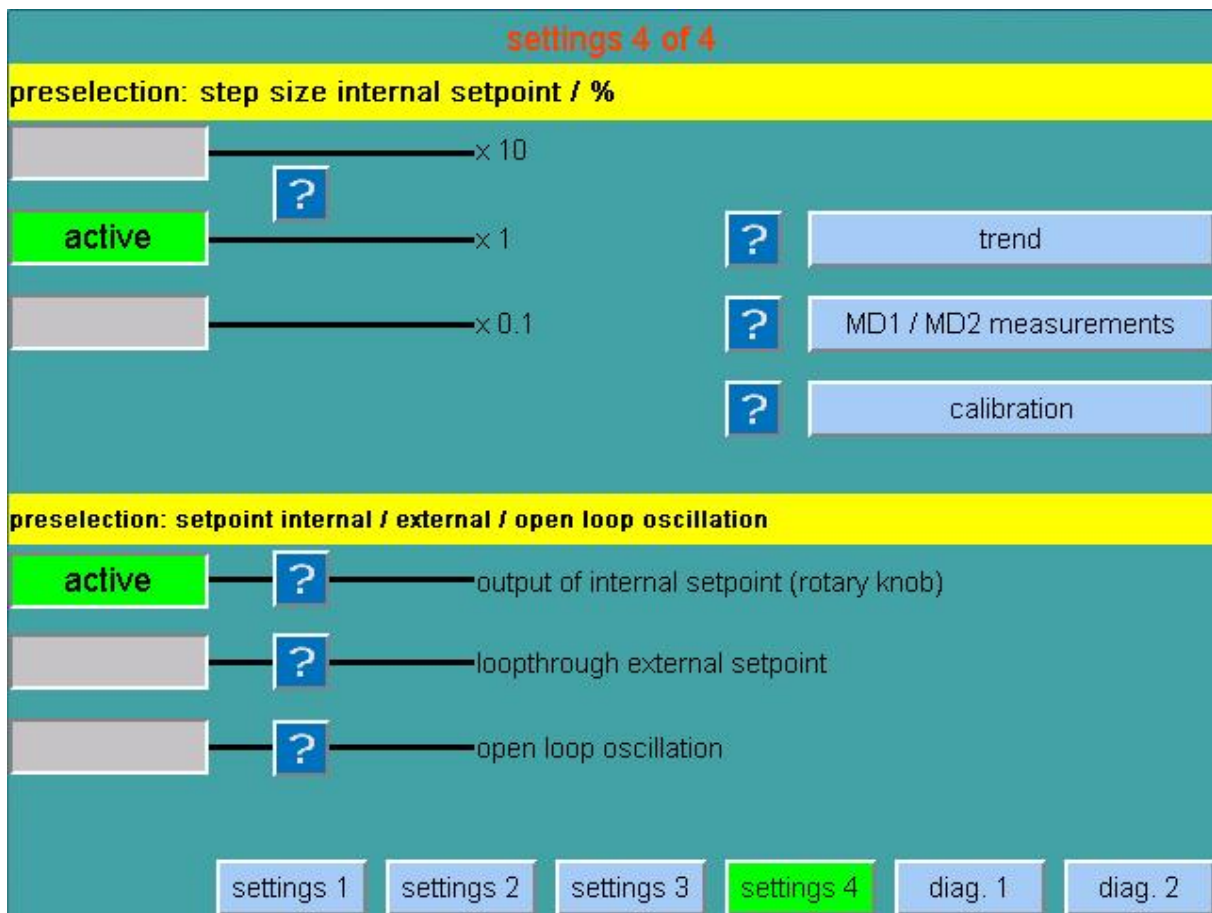 settings 4 of 4
preselection: step size internal setpoint / %
x 10
?
active
x 1
?
trend
x 0.1
?
MD1 / MD2 measurements
?
calibration
preselection: setpoint internal / external / open loop oscillation
active
?
output of internal setpoint (rotary knob)
?
loopthrough external setpoint
?
open loop oscillation
settings 1
settings 2
settings 3
settings 4
diag. 1
diag. 2